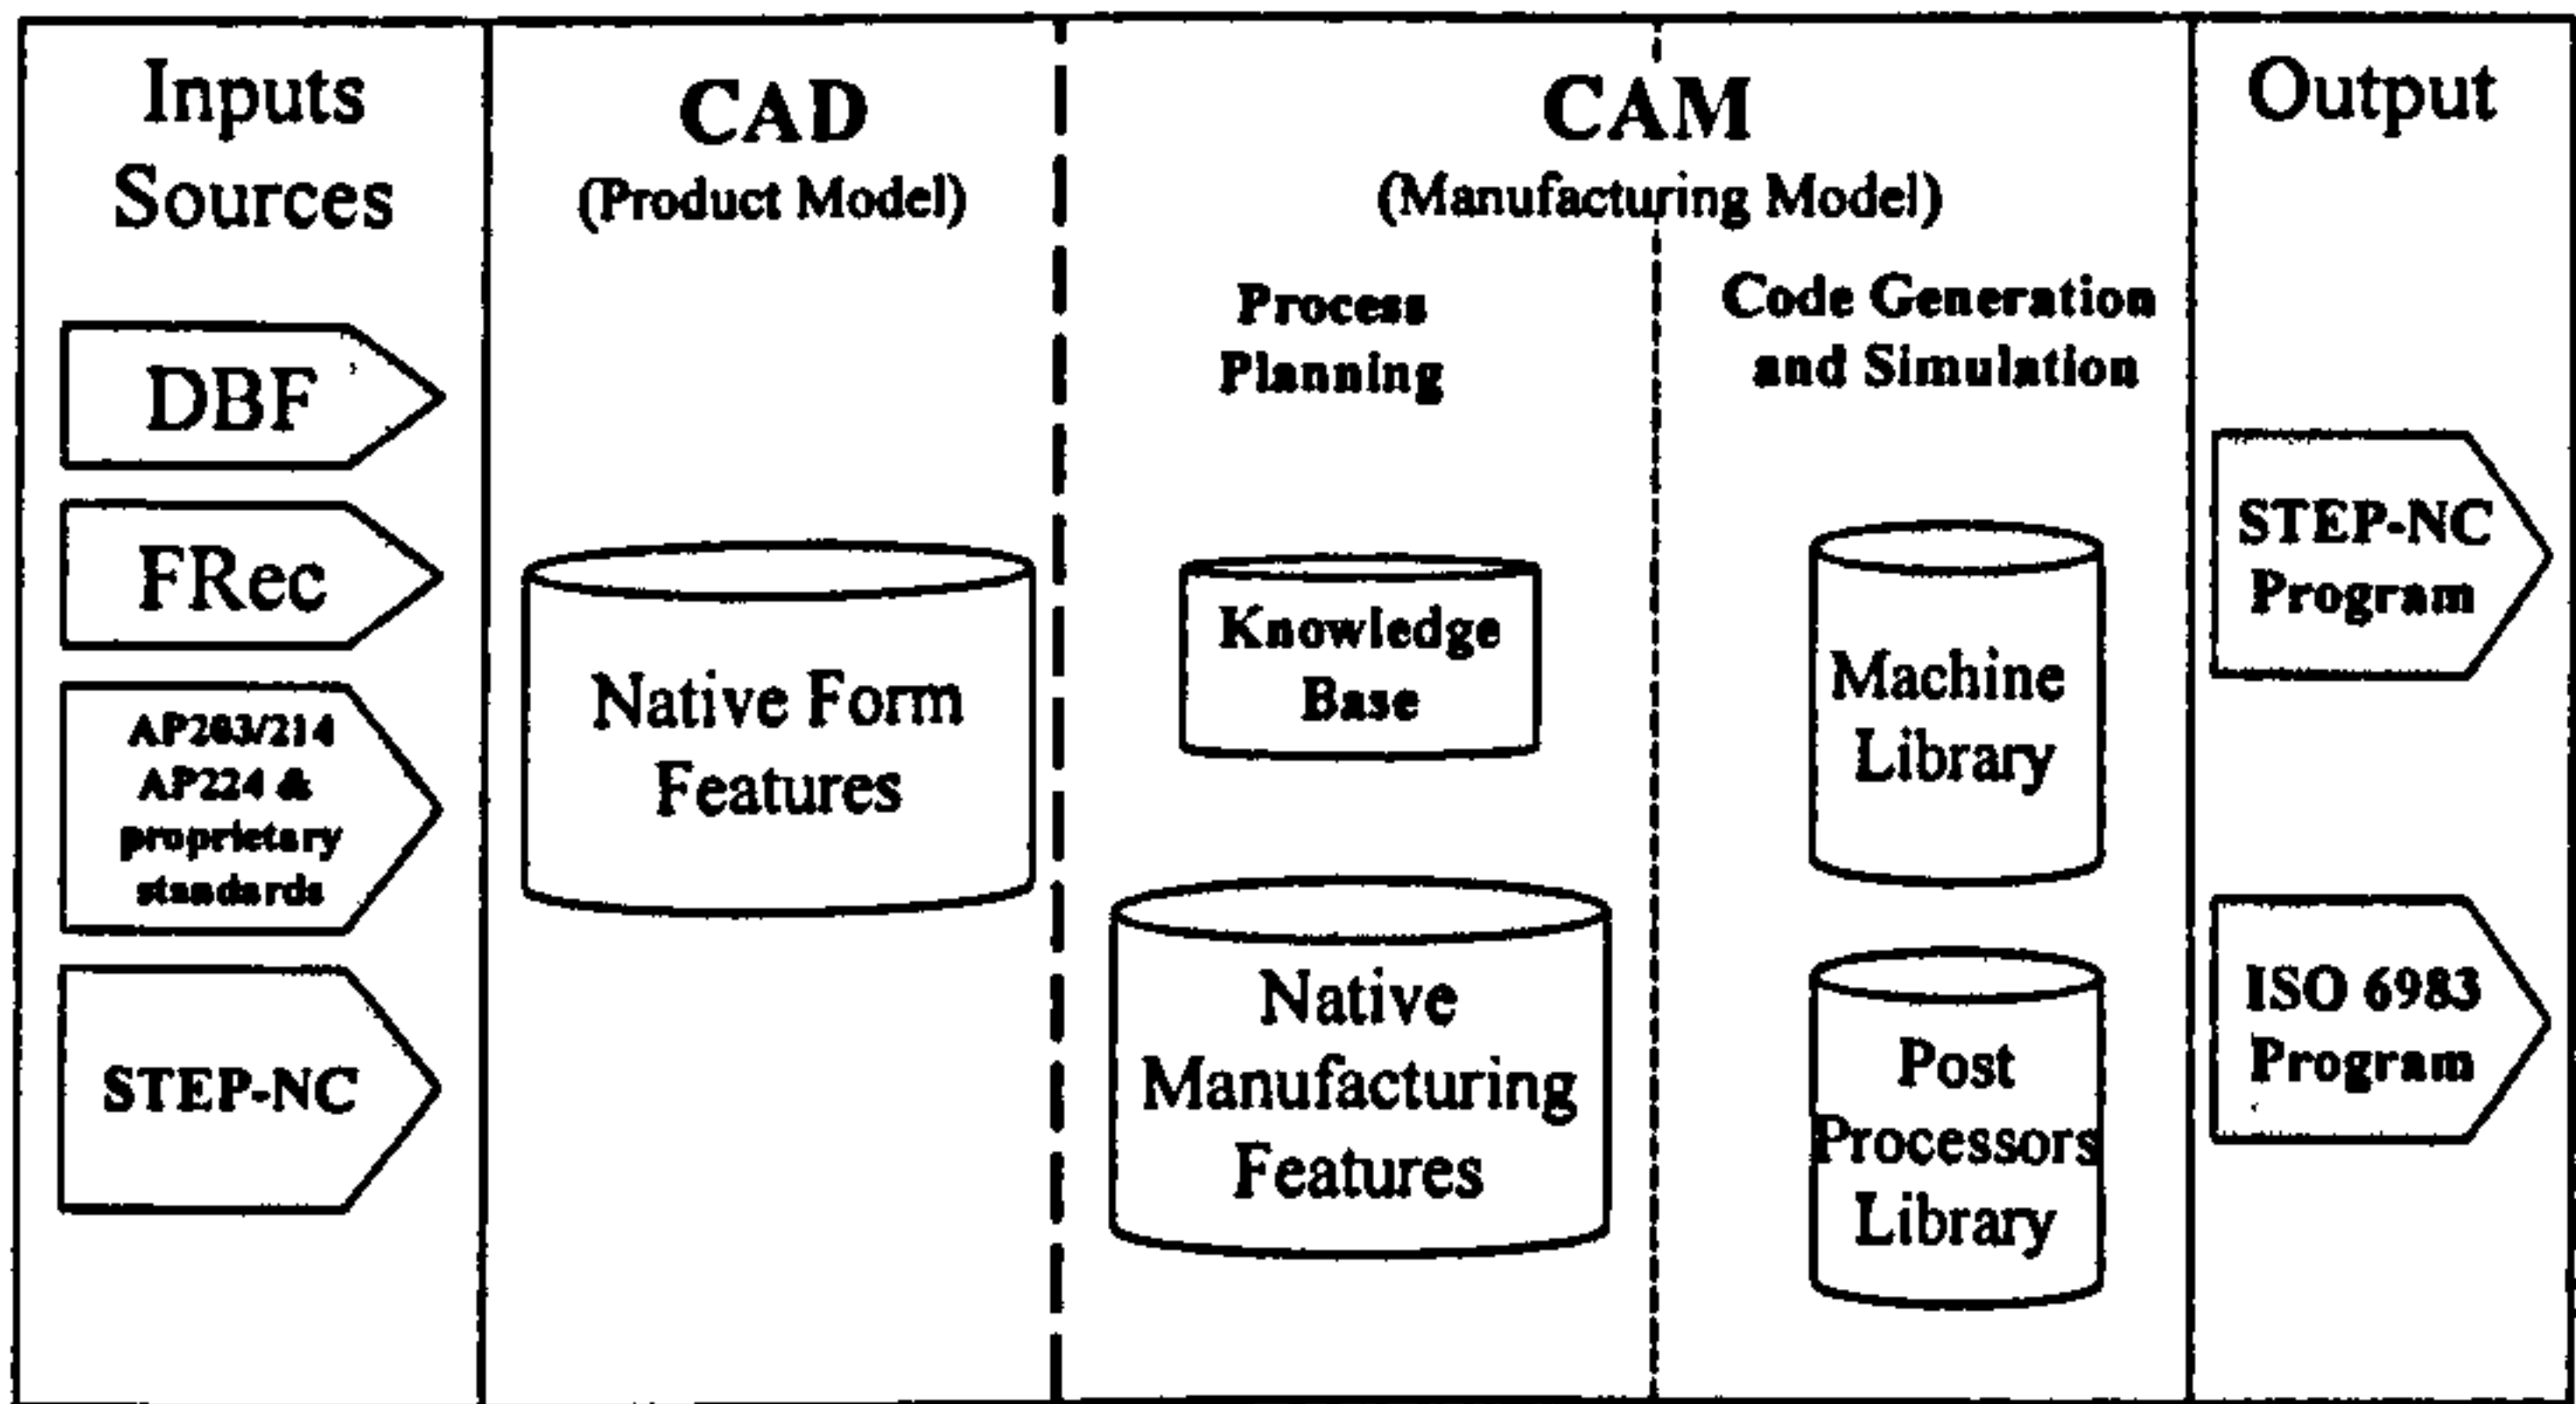 Inputs
Sources
DBF
FRec
AP203/214
AP224 &
proprietary
standards
STEP-NC
CAD
(Product Model)
Native Form
Features
CAM
(Manufacturing Model)
Process
Planning
Knowledge
Base
Native
Manufacturing
Features
Code Generation
and Simulation
Machine
Library
Post
Processors
Library
Output
STEP-NC
Program
ISO 6983
Program